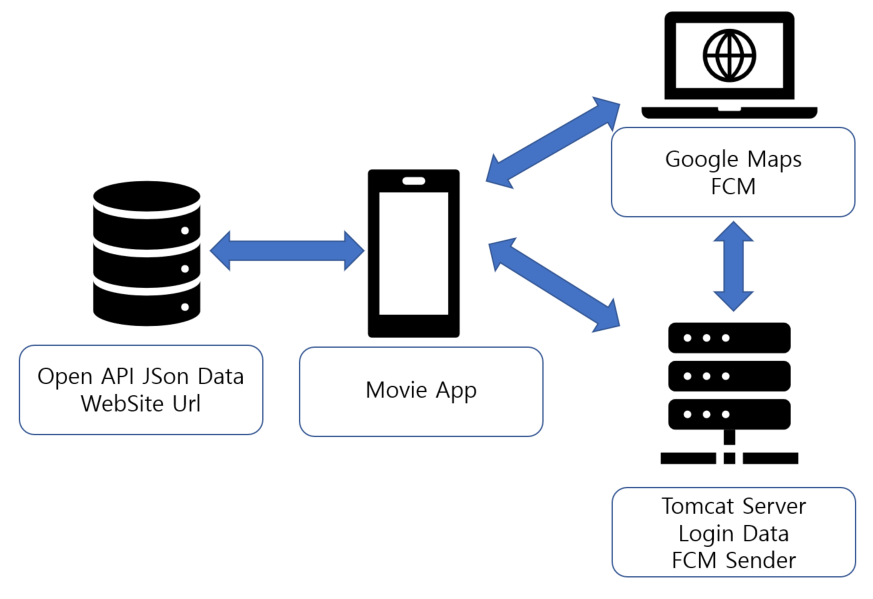 Google Maps
FCM
Open API JSon Data
WebSite Url
Movie App
Tomcat Server
Login Data
FCM Sender